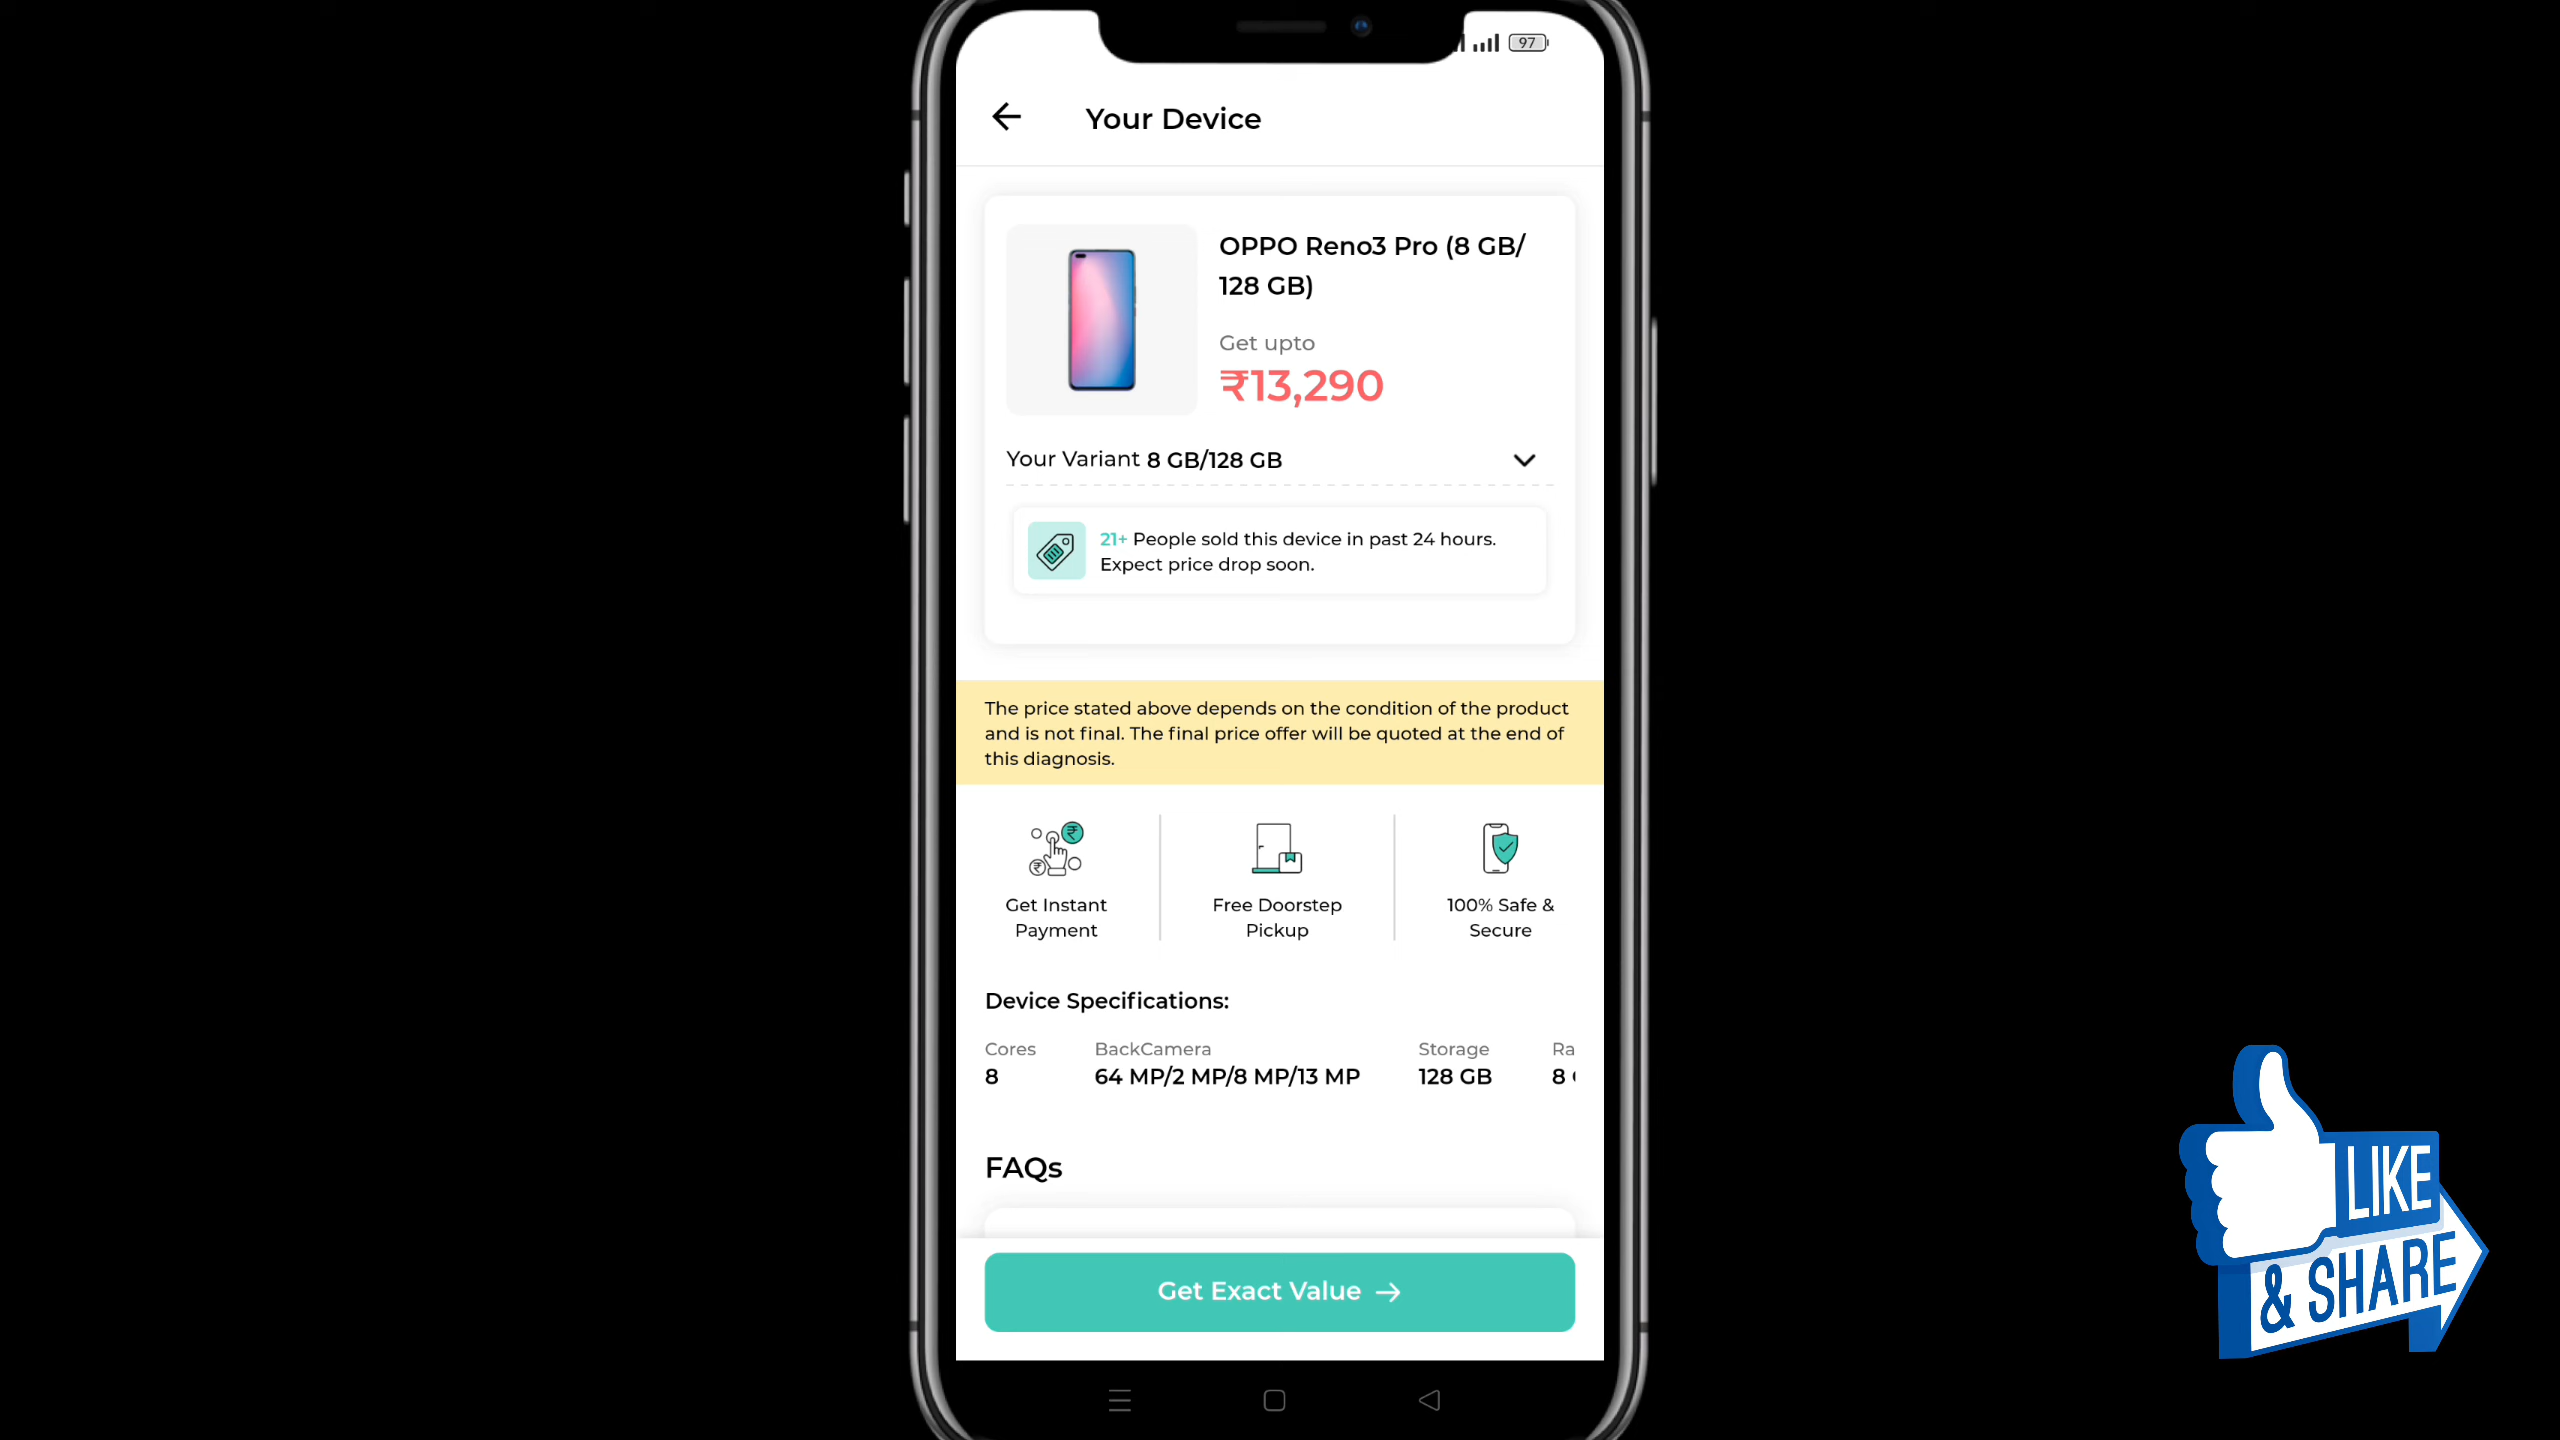 97
Your Device
OPPO Reno3 Pro (8 GB/
128 GB)
Get upto
₹13,290
Your Variant 8 GB/128 GB
21+ People sold this device in past 24 hours.
Expect price drop soon.
The price stated above depends on the condition of the product
and is not final. The final price offer will be quoted at the end of
this diagnosis.
Get Instant
Payment
Free Doorstep
Pickup
100% Safe &
Secure
Device Specifications:
Cores
BackCamera
Storage
Ra
8
64 MP/2 MP/8 MP/13 MP
128 GB
8
FAQs
Get Exact Value →
LIKE
& SHARE